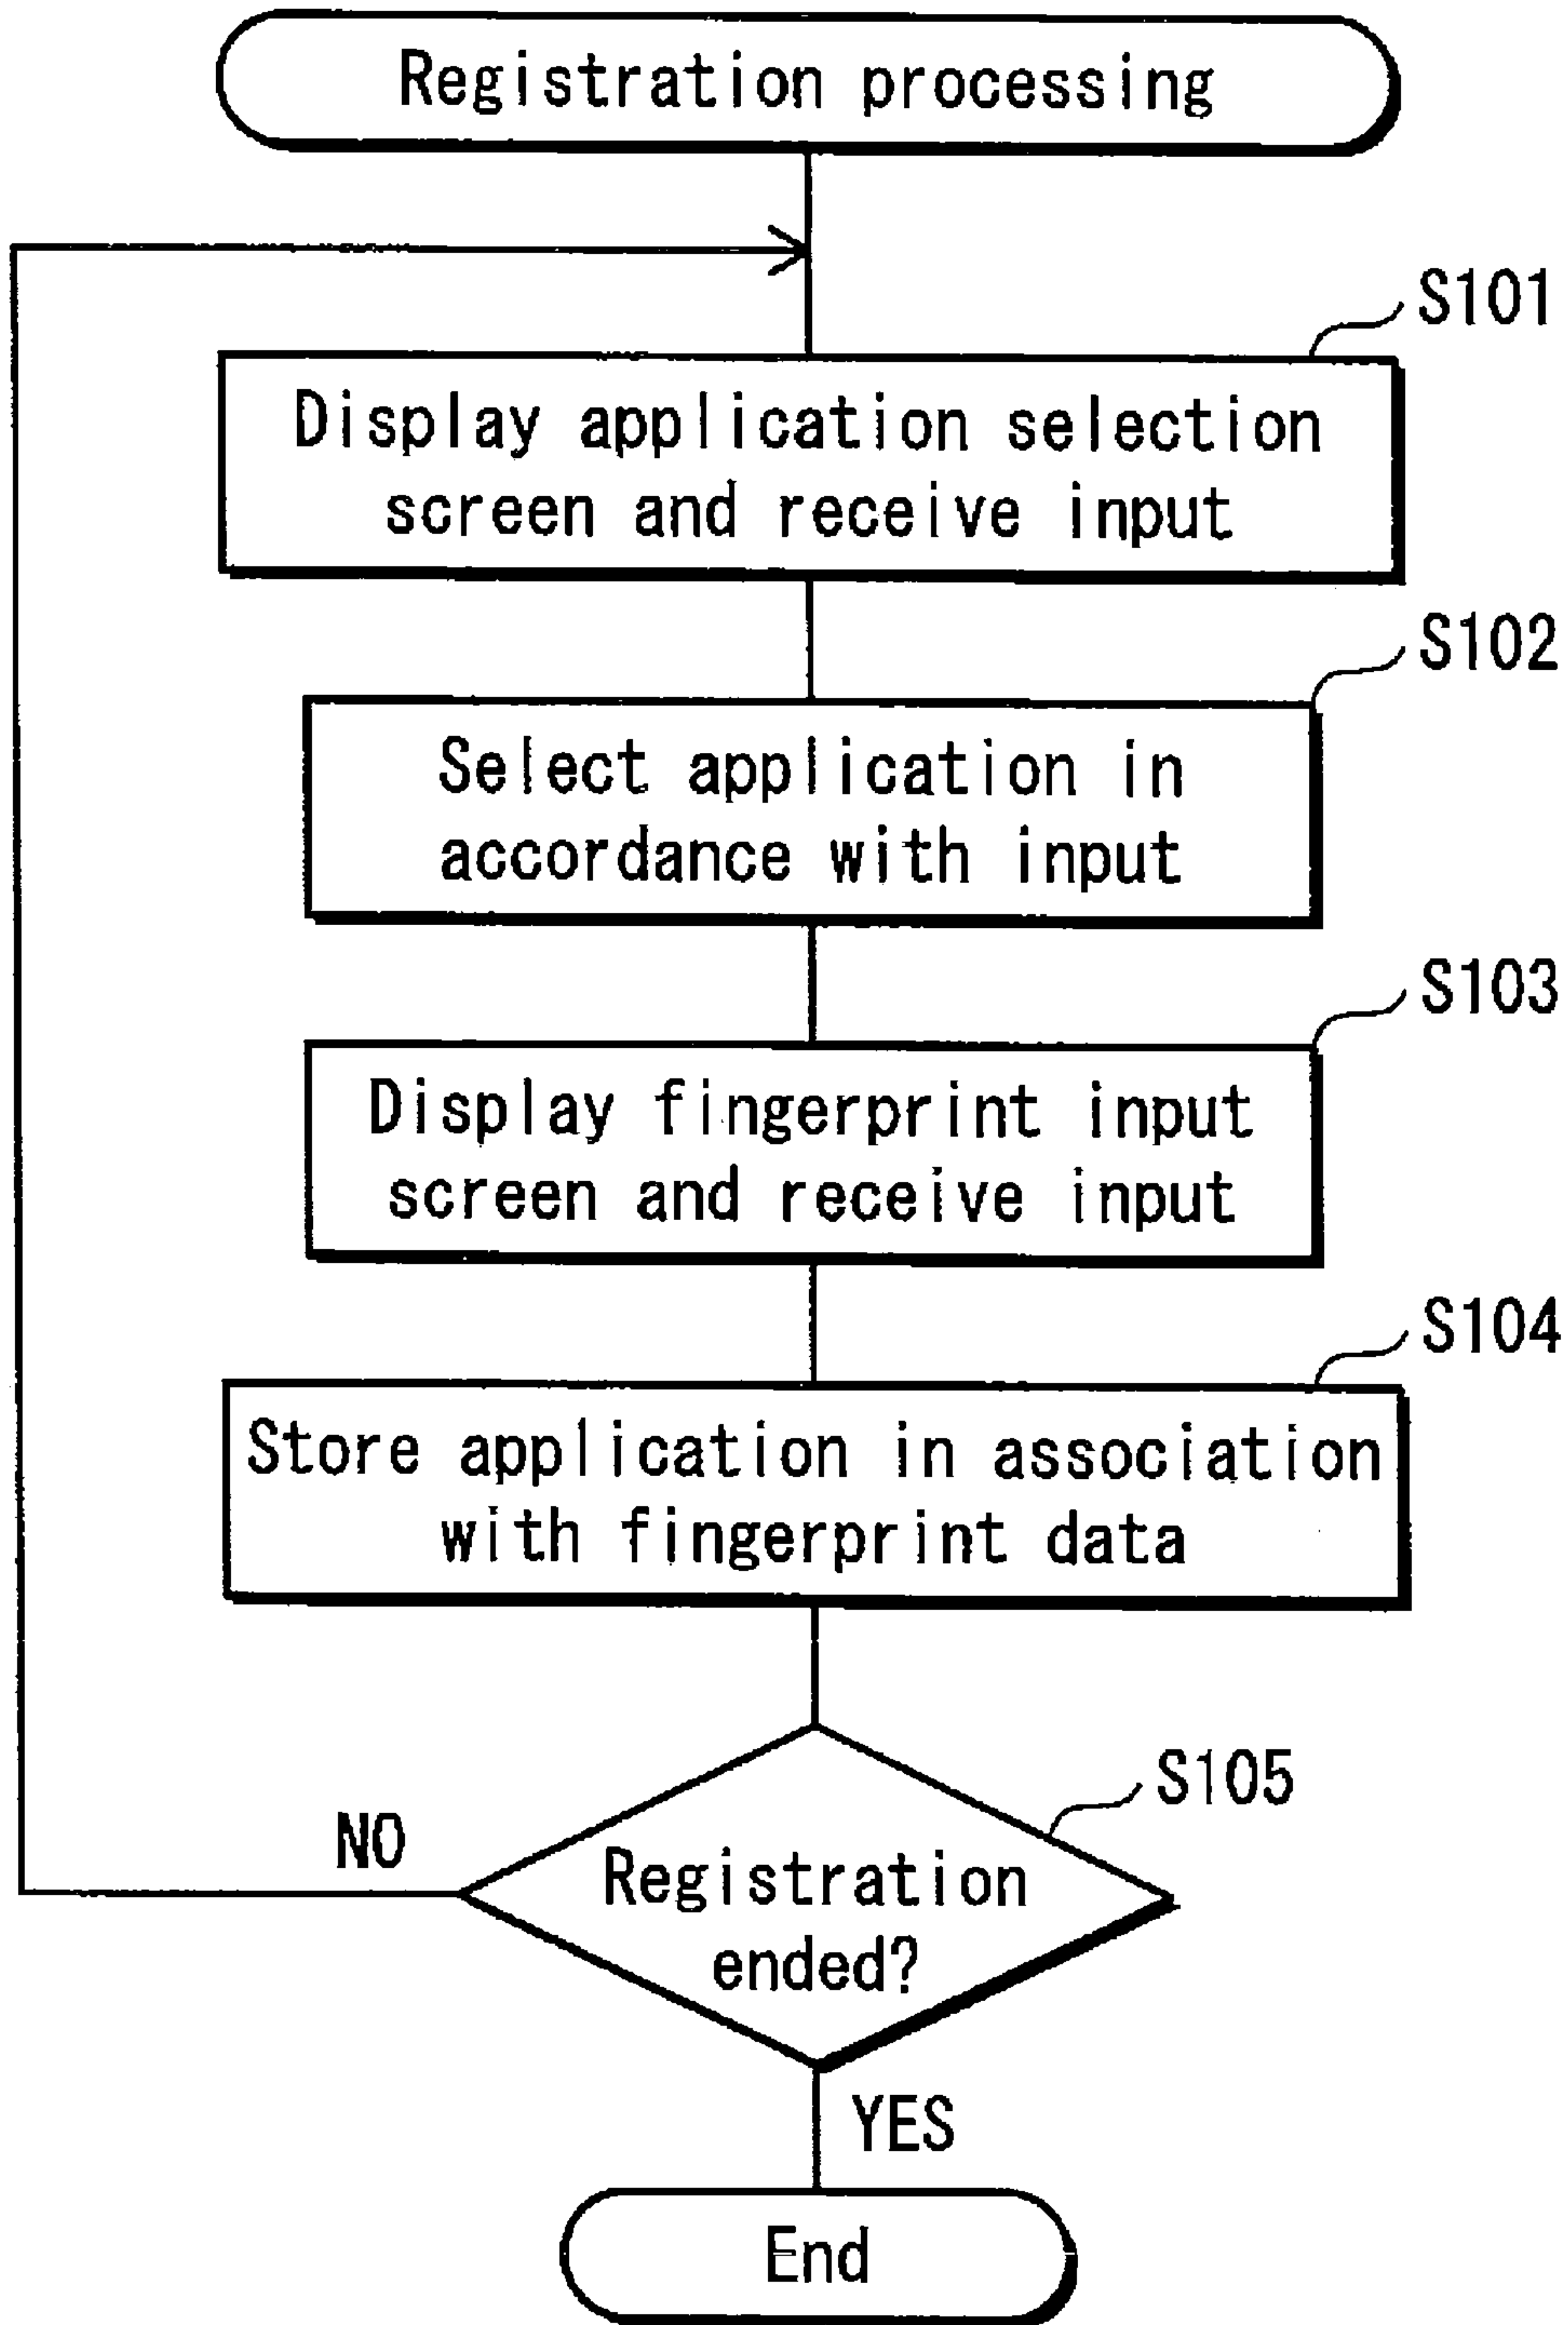 Registration processing
S101
Display application selection
screen and receive input
S102
Select application in
accordance with input
S103
Display fingerprint input
screen and receive input
S104
Store application in association
with fingerprint data
S105
NO
Registration
ended?
YES
End